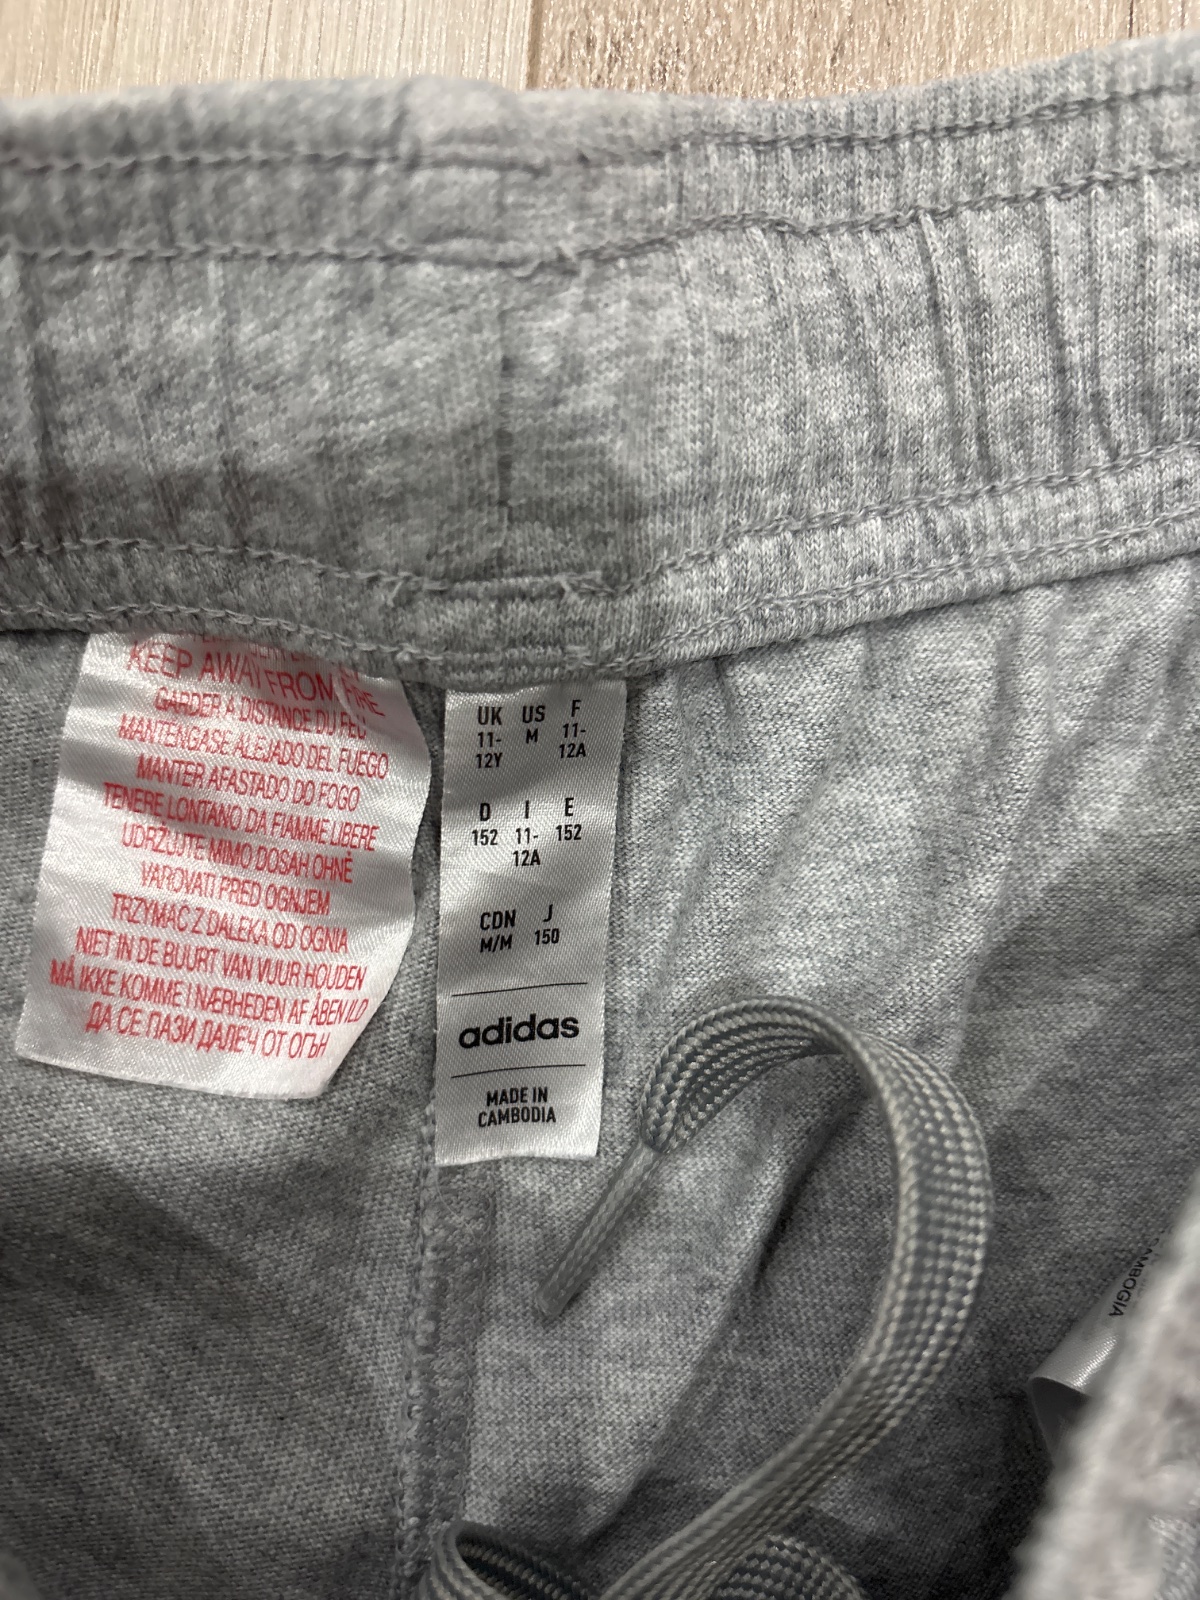 KEEP AWAY FROM FIRE
GARDER À DISTANCE DU FEU
MANTENGASE ALEJADO DEL FUEGO
MANTER AFASTADO DO FOGO
TENERE LONTANO DA FIAMME LIBERE
UDRŽUJTE MIMO DOSAH OHNĚ
VAROVATI PRED OGNJEM
TRZYMAĆ Z DALEKA OD OGNIA
NIET IN DE BUURT VAN VUUR HOUDEN
MÅ IKKE KOMME I NÆRHEDEN AF ÅBEN ILD
ДА СЕ ПАЗИ ДАЛЕЧ ОТ ОГЪН
UK US F
11- M 11-
12Y 12A
D I E
152 11- 152
12A
CDN J
M/M 150
adidas
MADE IN
CAMBODIA